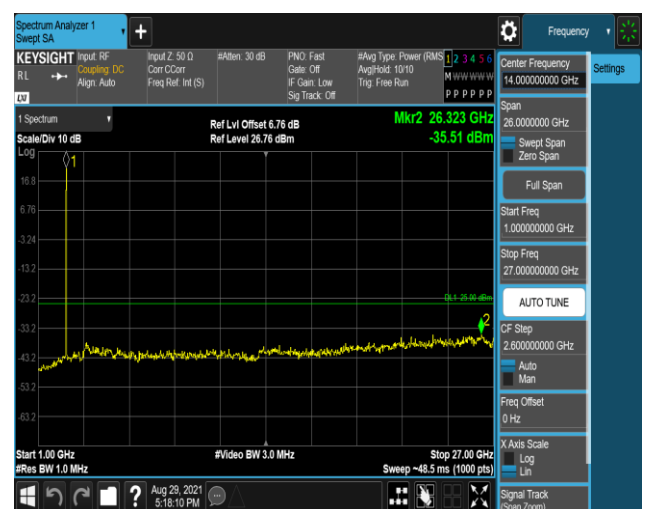 Spectrum Analyzer 1
Swept SA
+
Frequency
KEYSIGHT
RL
LXI
Input: RF
Coupling: DC
Align: Auto
Input Z: 50 Ω
Corr CCorr
Freq Ref: Int (S)
#Atten: 30 dB
PNO: Fast
Gate: Off
IF Gain: Low
Sig Track: Off
#Avg Type: Power (RMS
Avg|Hold: 10/10
Trig: Free Run
1 2 3 4 5 6
M W W W W W
P P P P P P
1 Spectrum
Scale/Div 10 dB
Log
Ref Lvl Offset 6.76 dB
Ref Level 26.76 dBm
Mkr2 26.323 GHz
-35.51 dBm
1
16.8
6.76
-3.24
-13.2
-23.2
DL1 -25.00 dBm
2
-33.2
-43.2
-53.2
-63.2
Start 1.00 GHz
#Res BW 1.0 MHz
#Video BW 3.0 MHz
Stop 27.00 GHz
Sweep ~48.5 ms (1000 pts)
Aug 29, 2021
5:18:10 PM
?
Center Frequency
14.000000000 GHz
Settings
Span
26.0000000 GHz
Swept Span
Zero Span
Full Span
Start Freq
1.000000000 GHz
Stop Freq
27.000000000 GHz
AUTO TUNE
CF Step
2.600000000 GHz
Auto
Man
Freq Offset
0 Hz
X Axis Scale
Log
Lin
Signal Track
(Span Zoom)